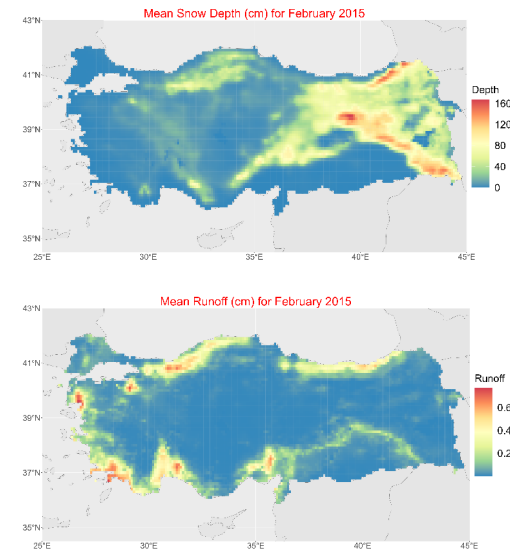 Mean Snow Depth (cm) for February 2015
43°N
41°N
39°N
37°N
35°N
25°E 30°E 35°E 40°E 45°E
Depth
160
120
80
40
0
Mean Runoff (cm) for February 2015
43°N
41°N
39°N
37°N
35°N
25°E 30°E 35°E 40°E 45°E
Runoff
0.6
0.4
0.2